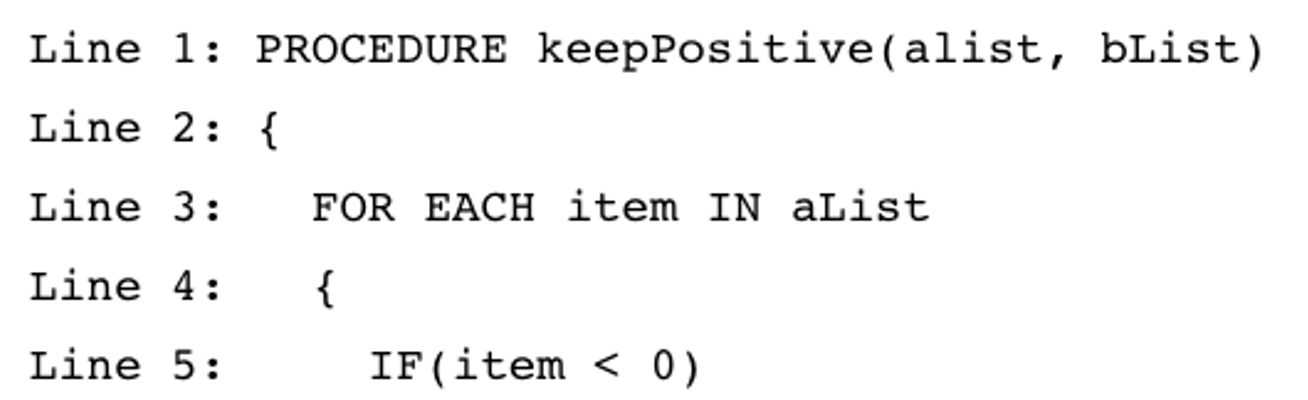 Line 1: PROCEDURE keepPositive(alist, bList)
Line 2: {
Line 3:   FOR EACH item IN aList
Line 4:   {
Line 5:     IF(item < 0)